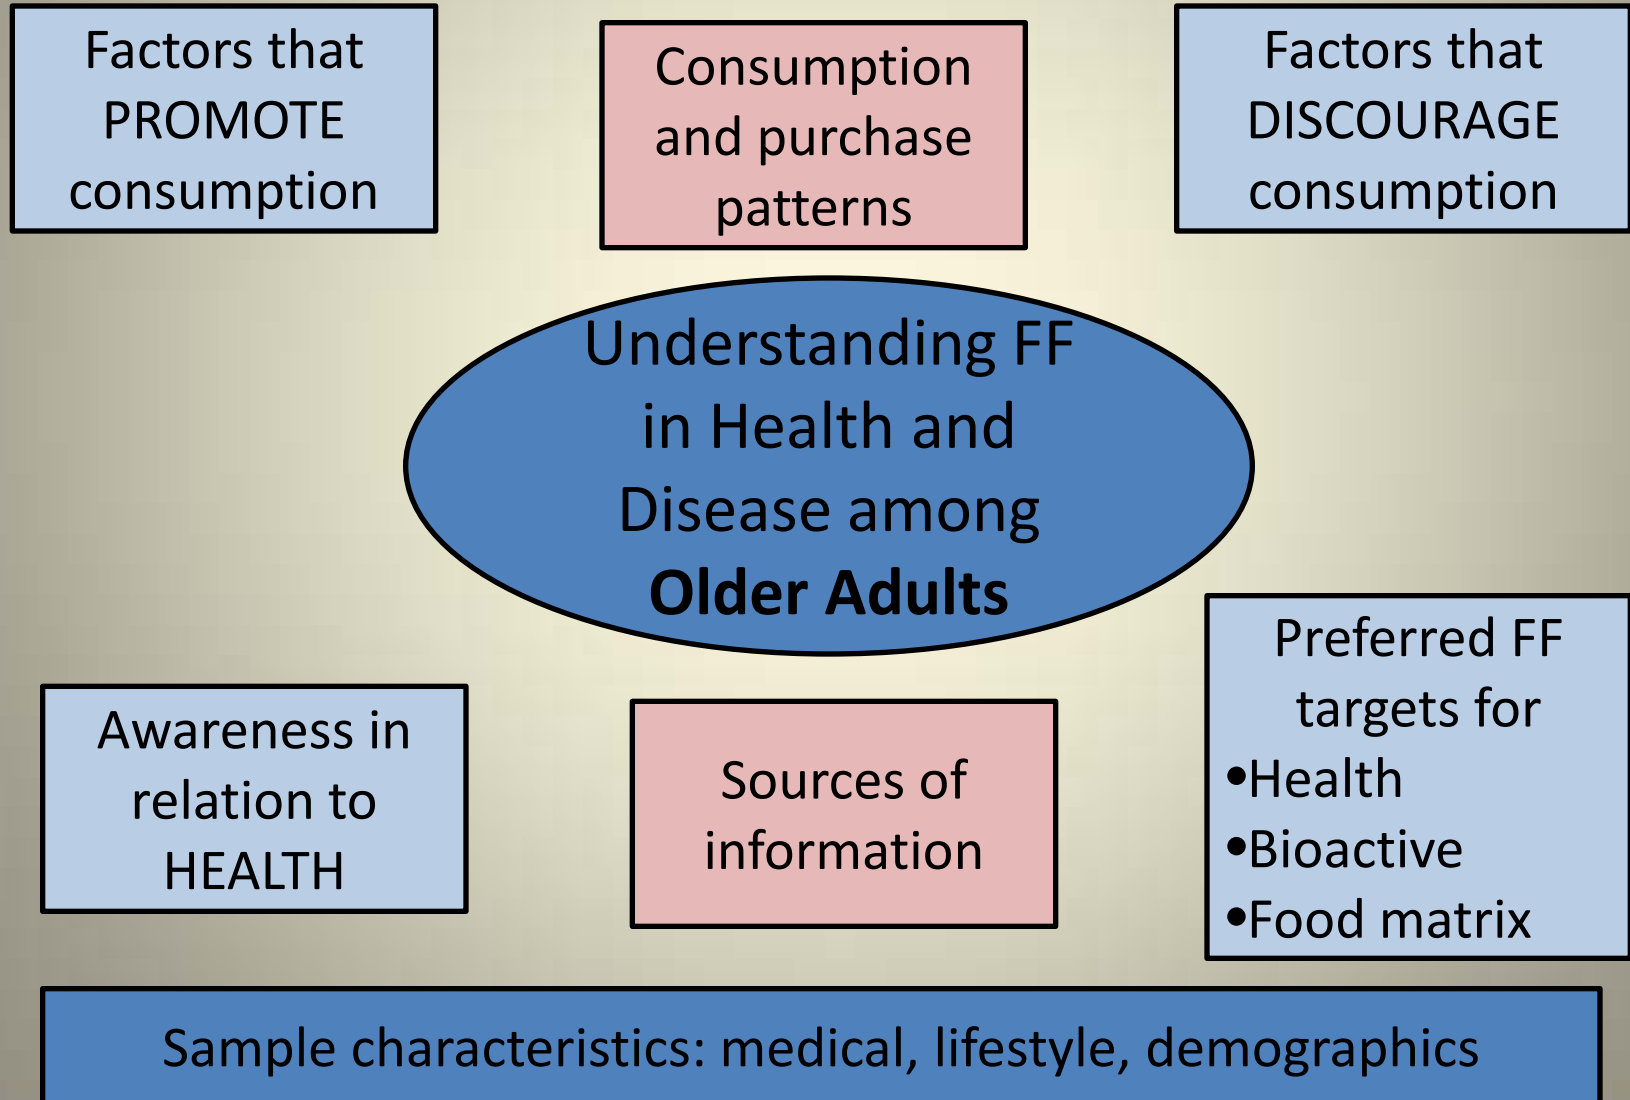 Factors that
PROMOTE
consumption
Consumption
and purchase
patterns
Factors that
DISCOURAGE
consumption
Understanding FF
in Health and
Disease among
Older Adults
Awareness in
relation to
HEALTH
Sources of
information
Preferred FF
targets for
•Health
•Bioactive
•Food matrix
Sample characteristics: medical, lifestyle, demographics